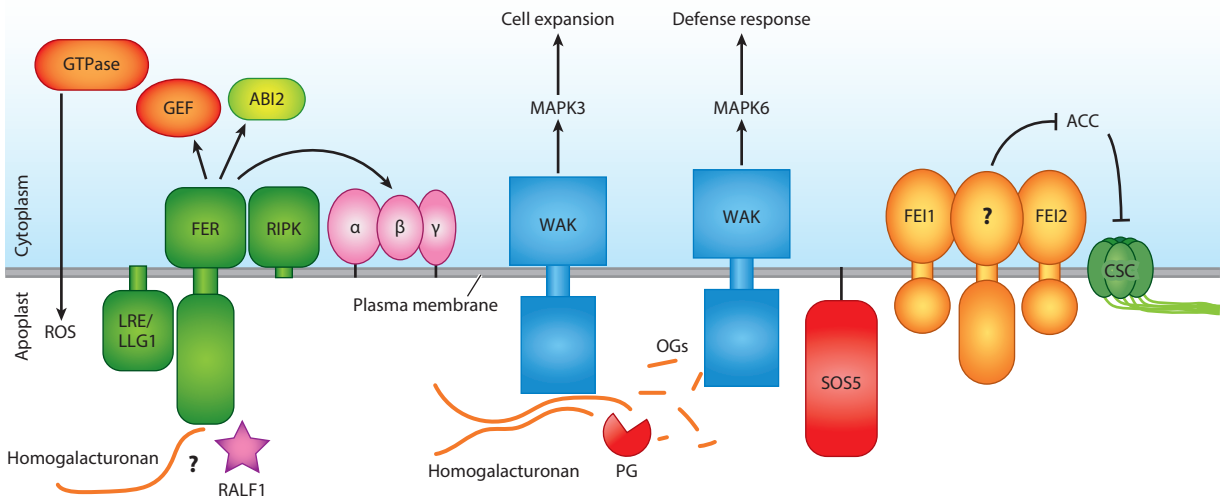 Cell expansion
Defense response
GTPase
GEF
ABI2
MAPK3
MAPK6
ACC
Cytoplasm
FER
RIPK
α
β
γ
WAK
WAK
FEI1
?
FEI2
CSC
Plasma membrane
Apoplast
ROS
LRE/
LLG1
OGs
SOS5
Homogalacturonan
?
RALF1
Homogalacturonan
PG